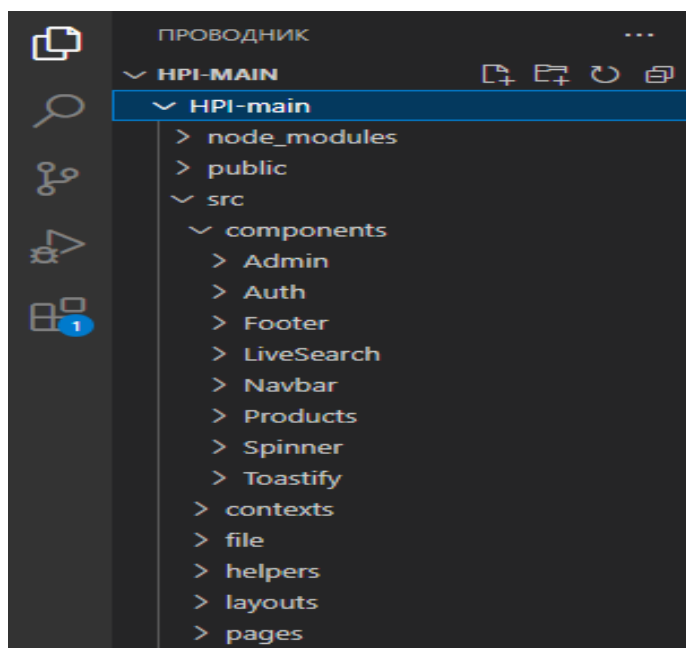 ПРОВОДНИК
HPI-MAIN
HPI-main
node_modules
public
src
components
Admin
Auth
Footer
LiveSearch
Navbar
Products
Spinner
Toastify
contexts
file
helpers
layouts
pages
1